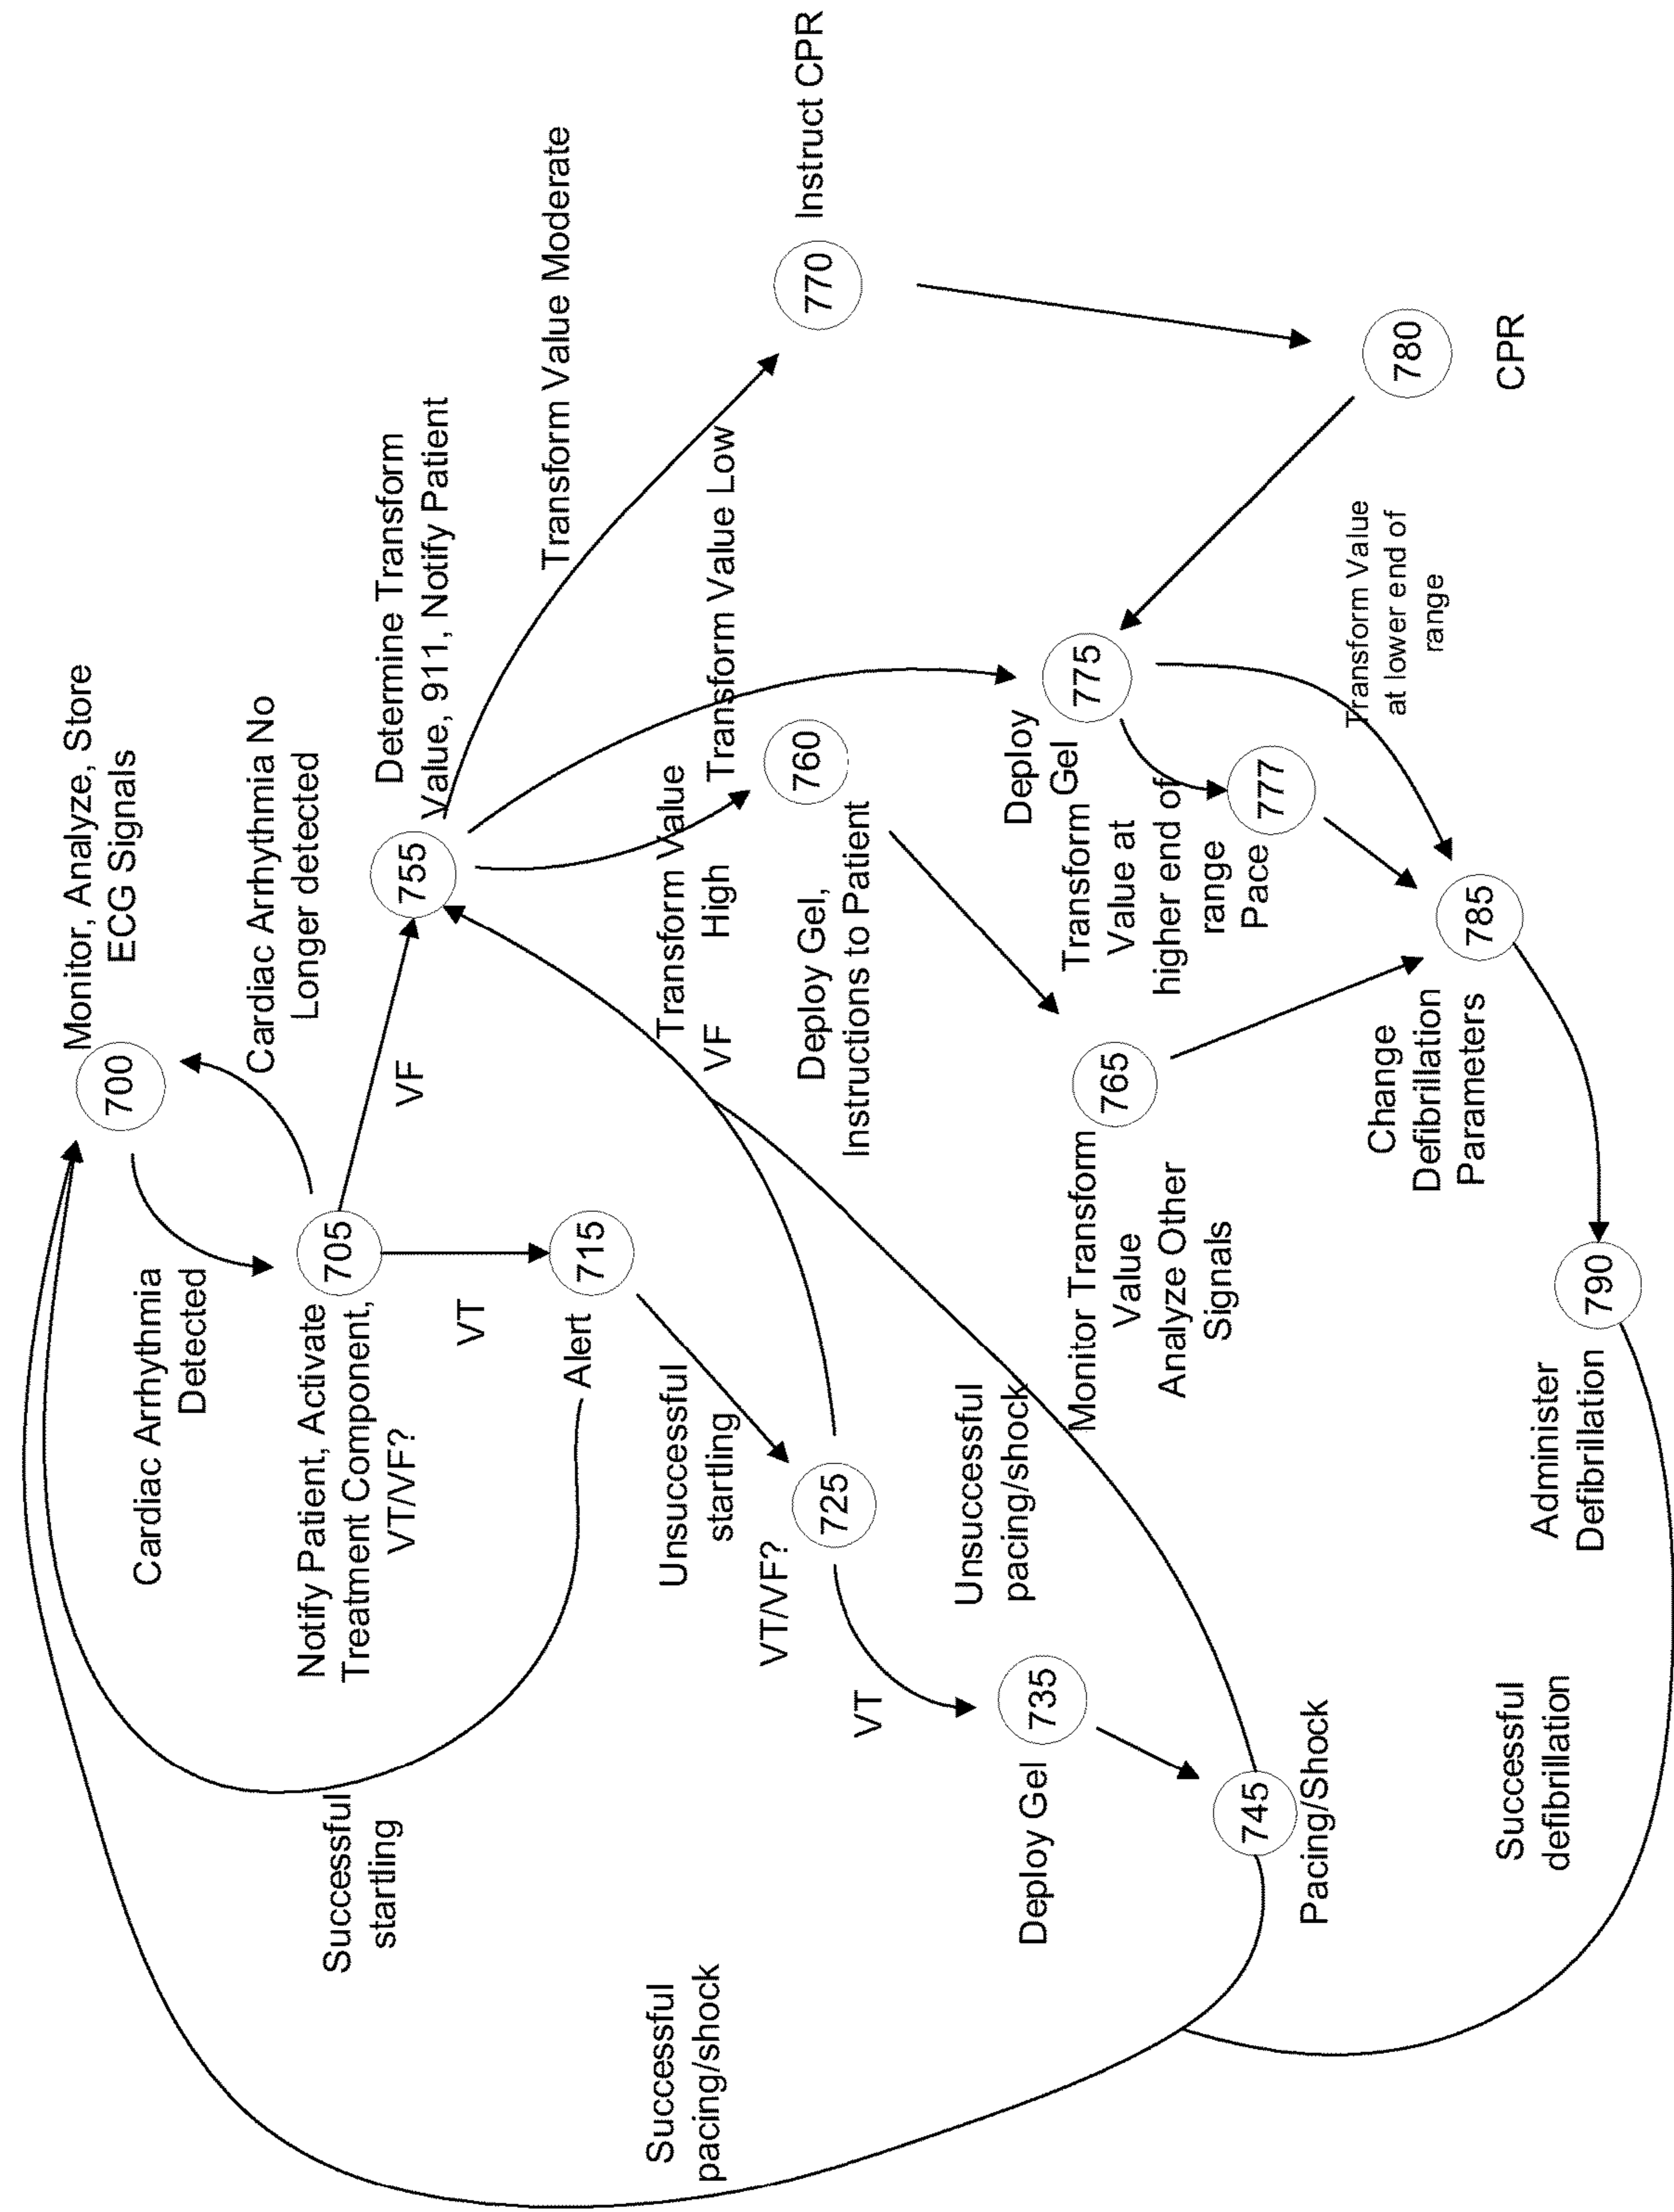 Monitor, Analyze, Store
ECG Signals
700
Cardiac Arrhythmia
Detected
Cardiac Arrhythmia No
Longer detected
705
Notify Patient, Activate
Treatment Component,
VT/VF?
VF
755
Determine Transform
Value, 911, Notify Patient
VT
715
Alert
Successful
startling
Unsuccessful
startling
725
VT/VF?
VF
Transform Value
High
Transform Value Low
Transform Value Moderate
760
Deploy Gel,
Instructions to Patient
770
Instruct CPR
VT
735
Deploy Gel
Unsuccessful
pacing/shock
Successful
pacing/shock
745
Pacing/Shock
765
Monitor Transform
Value
Analyze Other
Signals
775
Deploy
Gel
Transform
Value at
higher end of
range
777
Pace
Transform Value
at lower end of
range
780
CPR
785
Change
Defibrillation
Parameters
790
Administer
Defibrillation
Successful
defibrillation